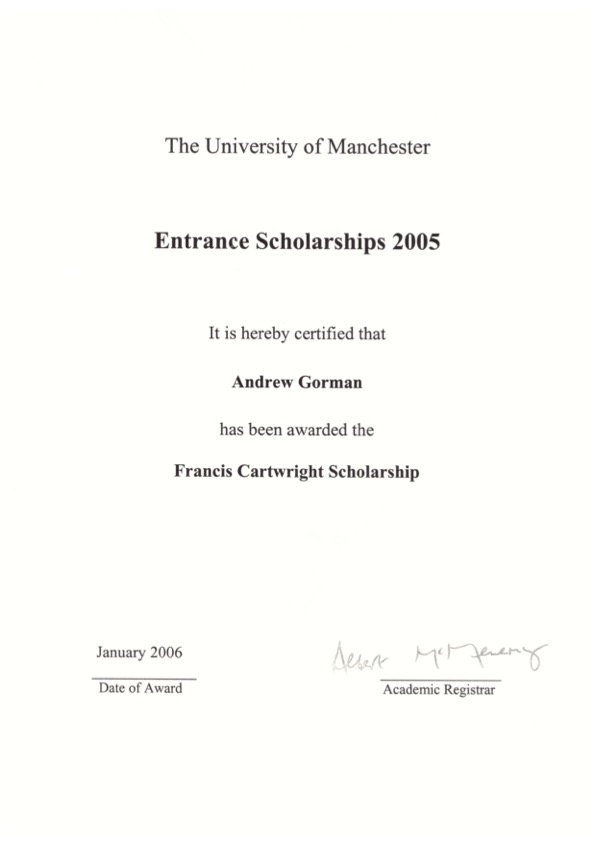 The University of Manchester
Entrance Scholarships 2005
It is hereby certified that
Andrew Gorman
has been awarded the
Francis Cartwright Scholarship
January 2006
Date of Award
Academic Registrar